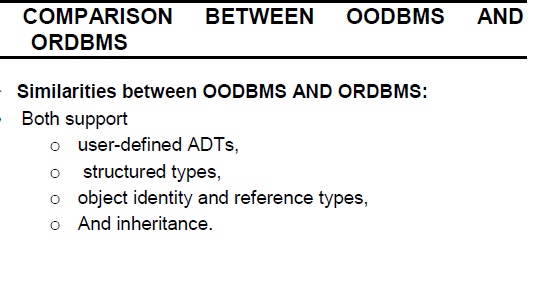 COMPARISON BETWEEN OODBMS AND
ORDBMS
Similarities between OODBMS AND ORDBMS:
Both support
o user-defined ADTs,
o structured types,
o object identity and reference types,
o And inheritance.